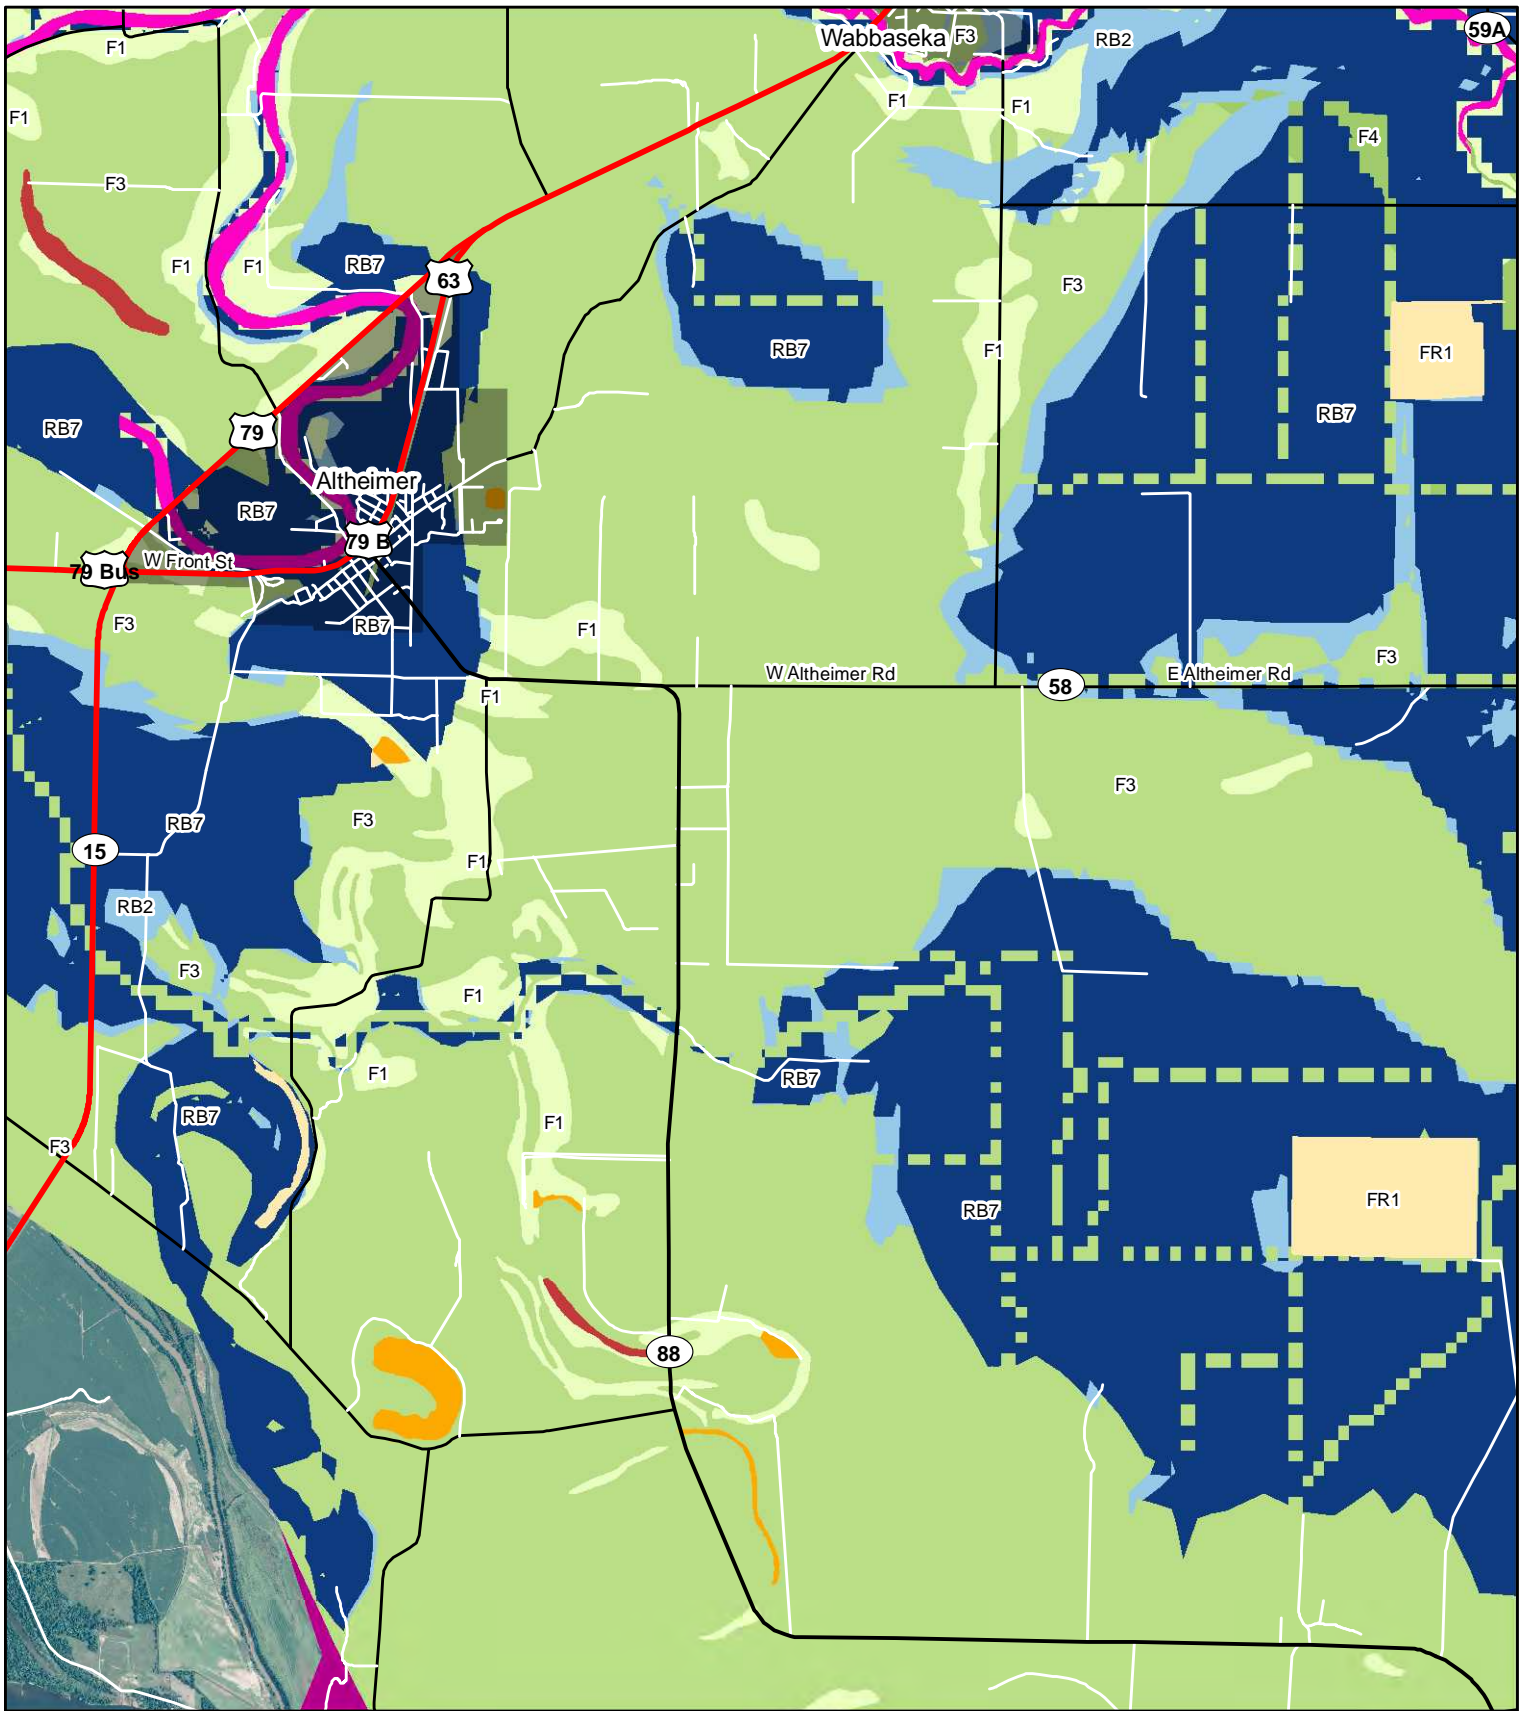 F1
Wabbaseka
F3
RB2
59A
F1
F1
F1
F4
F3
F1
F1
RB7
63
F3
RB7
F1
FR1
RB7
RB7
79
Altheimer
RB7
79 B
79 Bus
W Front St
F3
RB7
F1
F3
W Altheimer Rd
58
E Altheimer Rd
F1
F3
F3
RB7
15
F1
RB2
F3
F1
F1
RB7
RB7
F1
F3
FR1
RB7
88